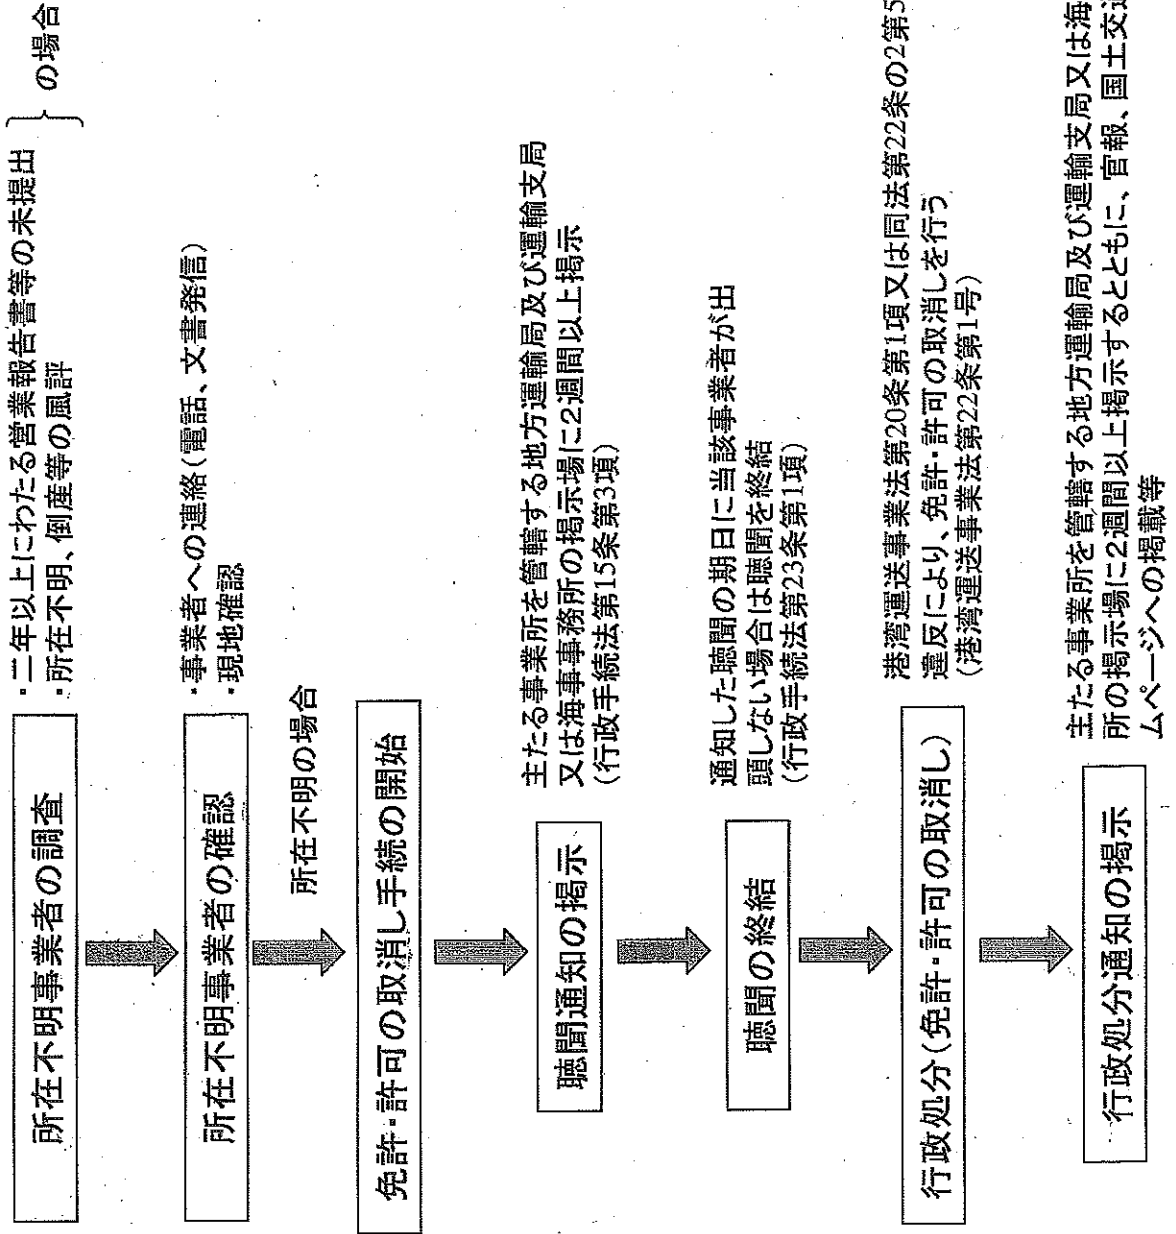 所在不明事業者の調査
・二年以上にわたる営業報告書等の未提出
・所在不明、倒産等の風評
の場合
所在不明事業者の確認
・事業者への連絡(電話、文書発信)
・現地確認
所在不明の場合
免許・許可の取消し手続の開始
聴聞通知の掲示
主たる事業所を管轄する地方運輸局及び運輸支局
又は海事事務所の掲示場に2週間以上掲示
(行政手続法第15条第3項)
聴聞の終結
通知した聴聞の期日に当該事業者が出
頭しない場合は聴聞を終結
(行政手続法第23条第1項)
行政処分(免許・許可の取消し)
港湾運送事業法第20条第1項又は同法第22条の2第5
違反により、免許・許可の取消しを行う
(港湾運送事業法第22条第1号)
行政処分通知の掲示
主たる事業所を管轄する地方運輸局及び運輸支局又は海
所の掲示場に2週間以上掲示するとともに、官報、国土交通
ムページへの掲載等